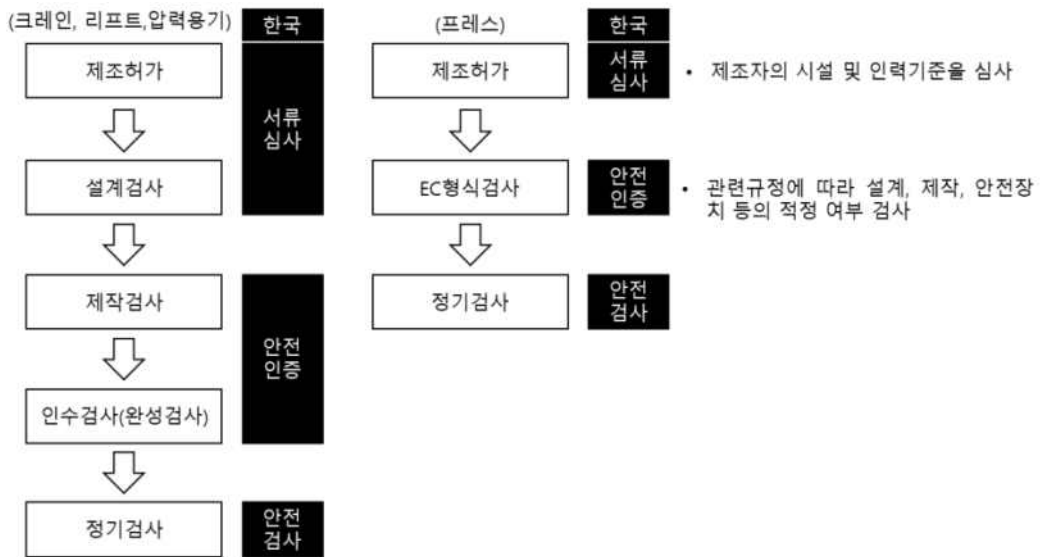 (크레인, 리프트,압력용기)
한국
제조허가
서류
심사
설계검사
제작검사
안전
인증
인수검사(완성검사)
정기검사
안전
검사
(프레스)
한국
제조허가
서류
심사
• 제조자의 시설 및 인력기준을 심사
EC형식검사
안전
인증
• 관련규정에 따라 설계, 제작, 안전장
치 등의 적정 여부 검사
정기검사
안전
검사